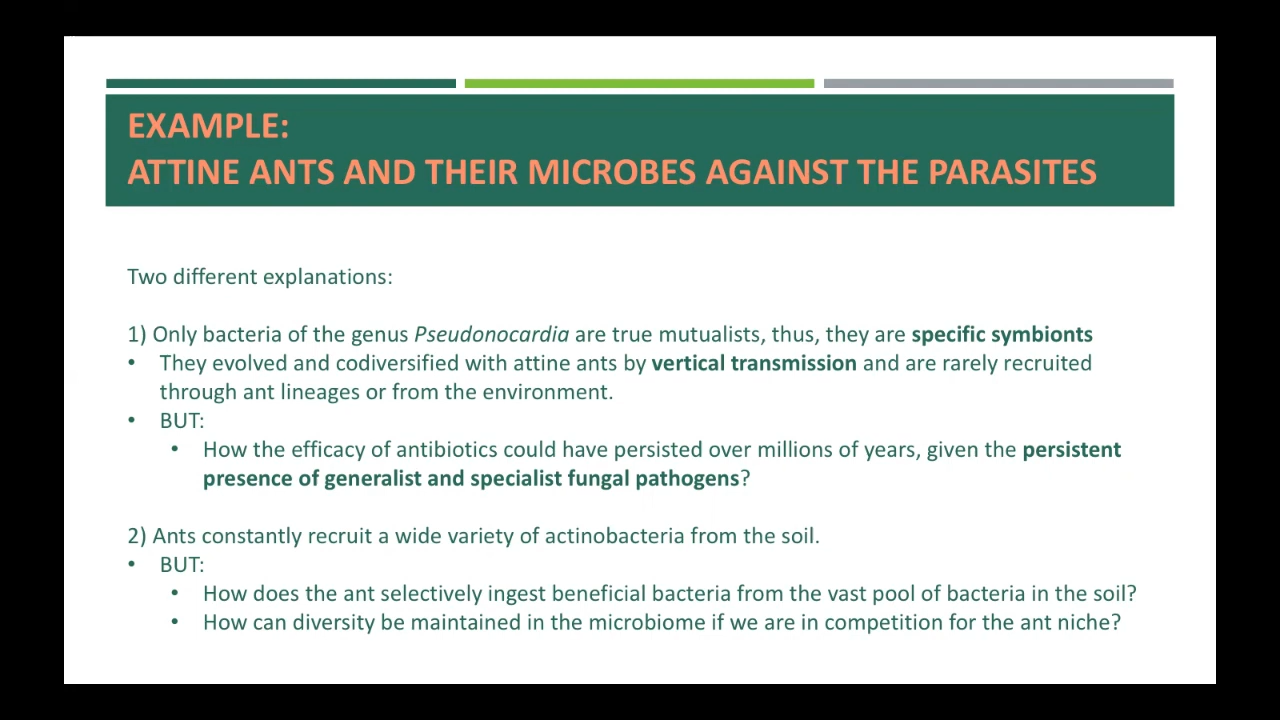 EXAMPLE:
ATTINE ANTS AND THEIR MICROBES AGAINST THE PARASITES
Two different explanations:
1) Only bacteria of the genus Pseudonocardia are true mutualists, thus, they are specific symbionts
• They evolved and codiversified with attine ants by vertical transmission and are rarely recruited
through ant lineages or from the environment.
• BUT:
• How the efficacy of antibiotics could have persisted over millions of years, given the persistent
presence of generalist and specialist fungal pathogens?
2) Ants constantly recruit a wide variety of actinobacteria from the soil.
• BUT:
• How does the ant selectively ingest beneficial bacteria from the vast pool of bacteria in the soil?
• How can diversity be maintained in the microbiome if we are in competition for the ant niche?